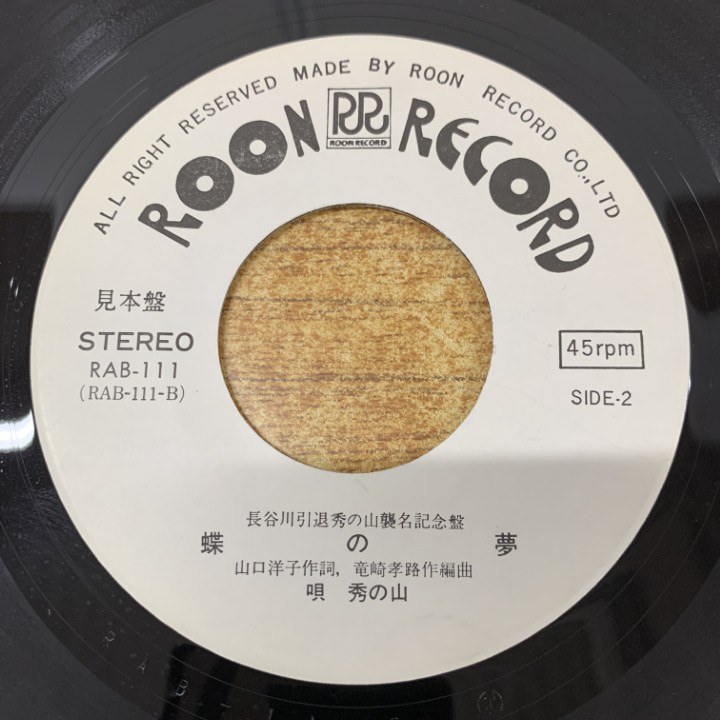 ALL RIGHT RESERVED MADE BY ROON RECORD CO.,LTD
ROON RR RECORD
ROON RECORD
見本盤
STEREO
RAB-111
(RAB-111-B)
45rpm
SIDE-2
長谷川引退秀の山襲名記念盤
蝶の夢
山口洋子作詞，竜崎孝路作編曲
唄 秀の山